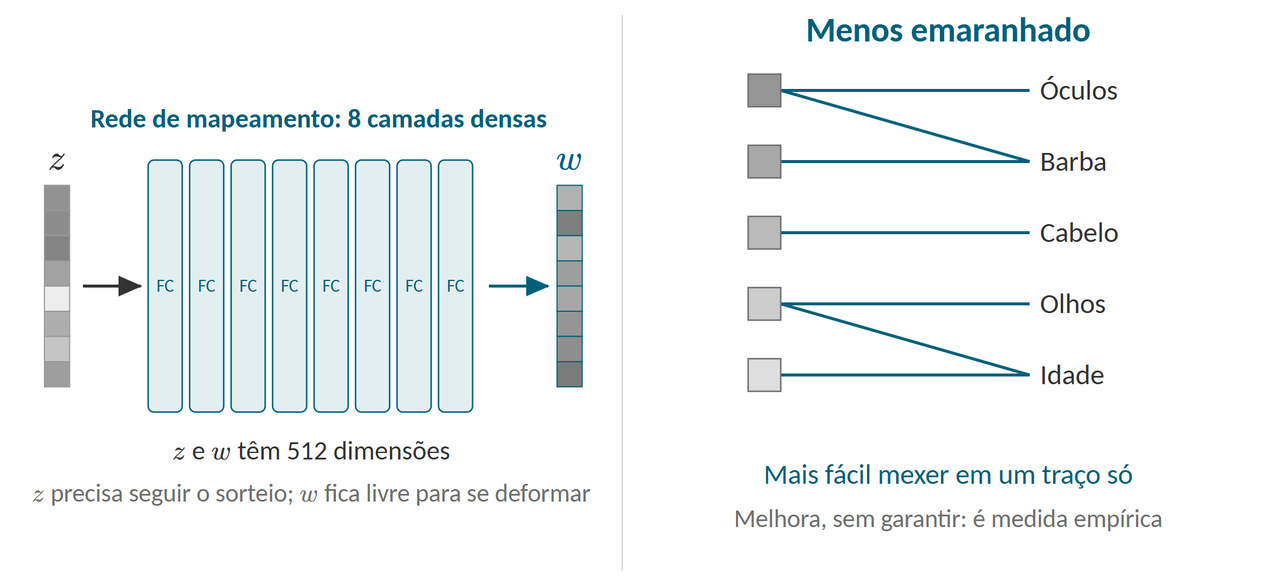 Rede de mapeamento: 8 camadas densas
z
w
FC FC FC FC FC FC FC FC
z e w têm 512 dimensões
z precisa seguir o sorteio; w fica livre para se deformar
Menos emaranhado
Óculos
Barba
Cabelo
Olhos
Idade
Mais fácil mexer em um traço só
Melhora, sem garantir: é medida empírica